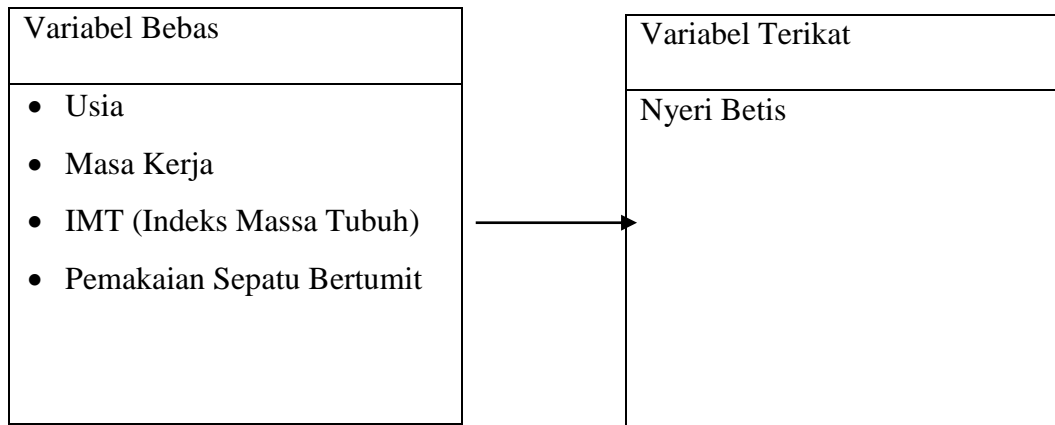 Variabel Bebas
• Usia
• Masa Kerja
• IMT (Indeks Massa Tubuh)
• Pemakaian Sepatu Bertumit
Variabel Terikat
Nyeri Betis